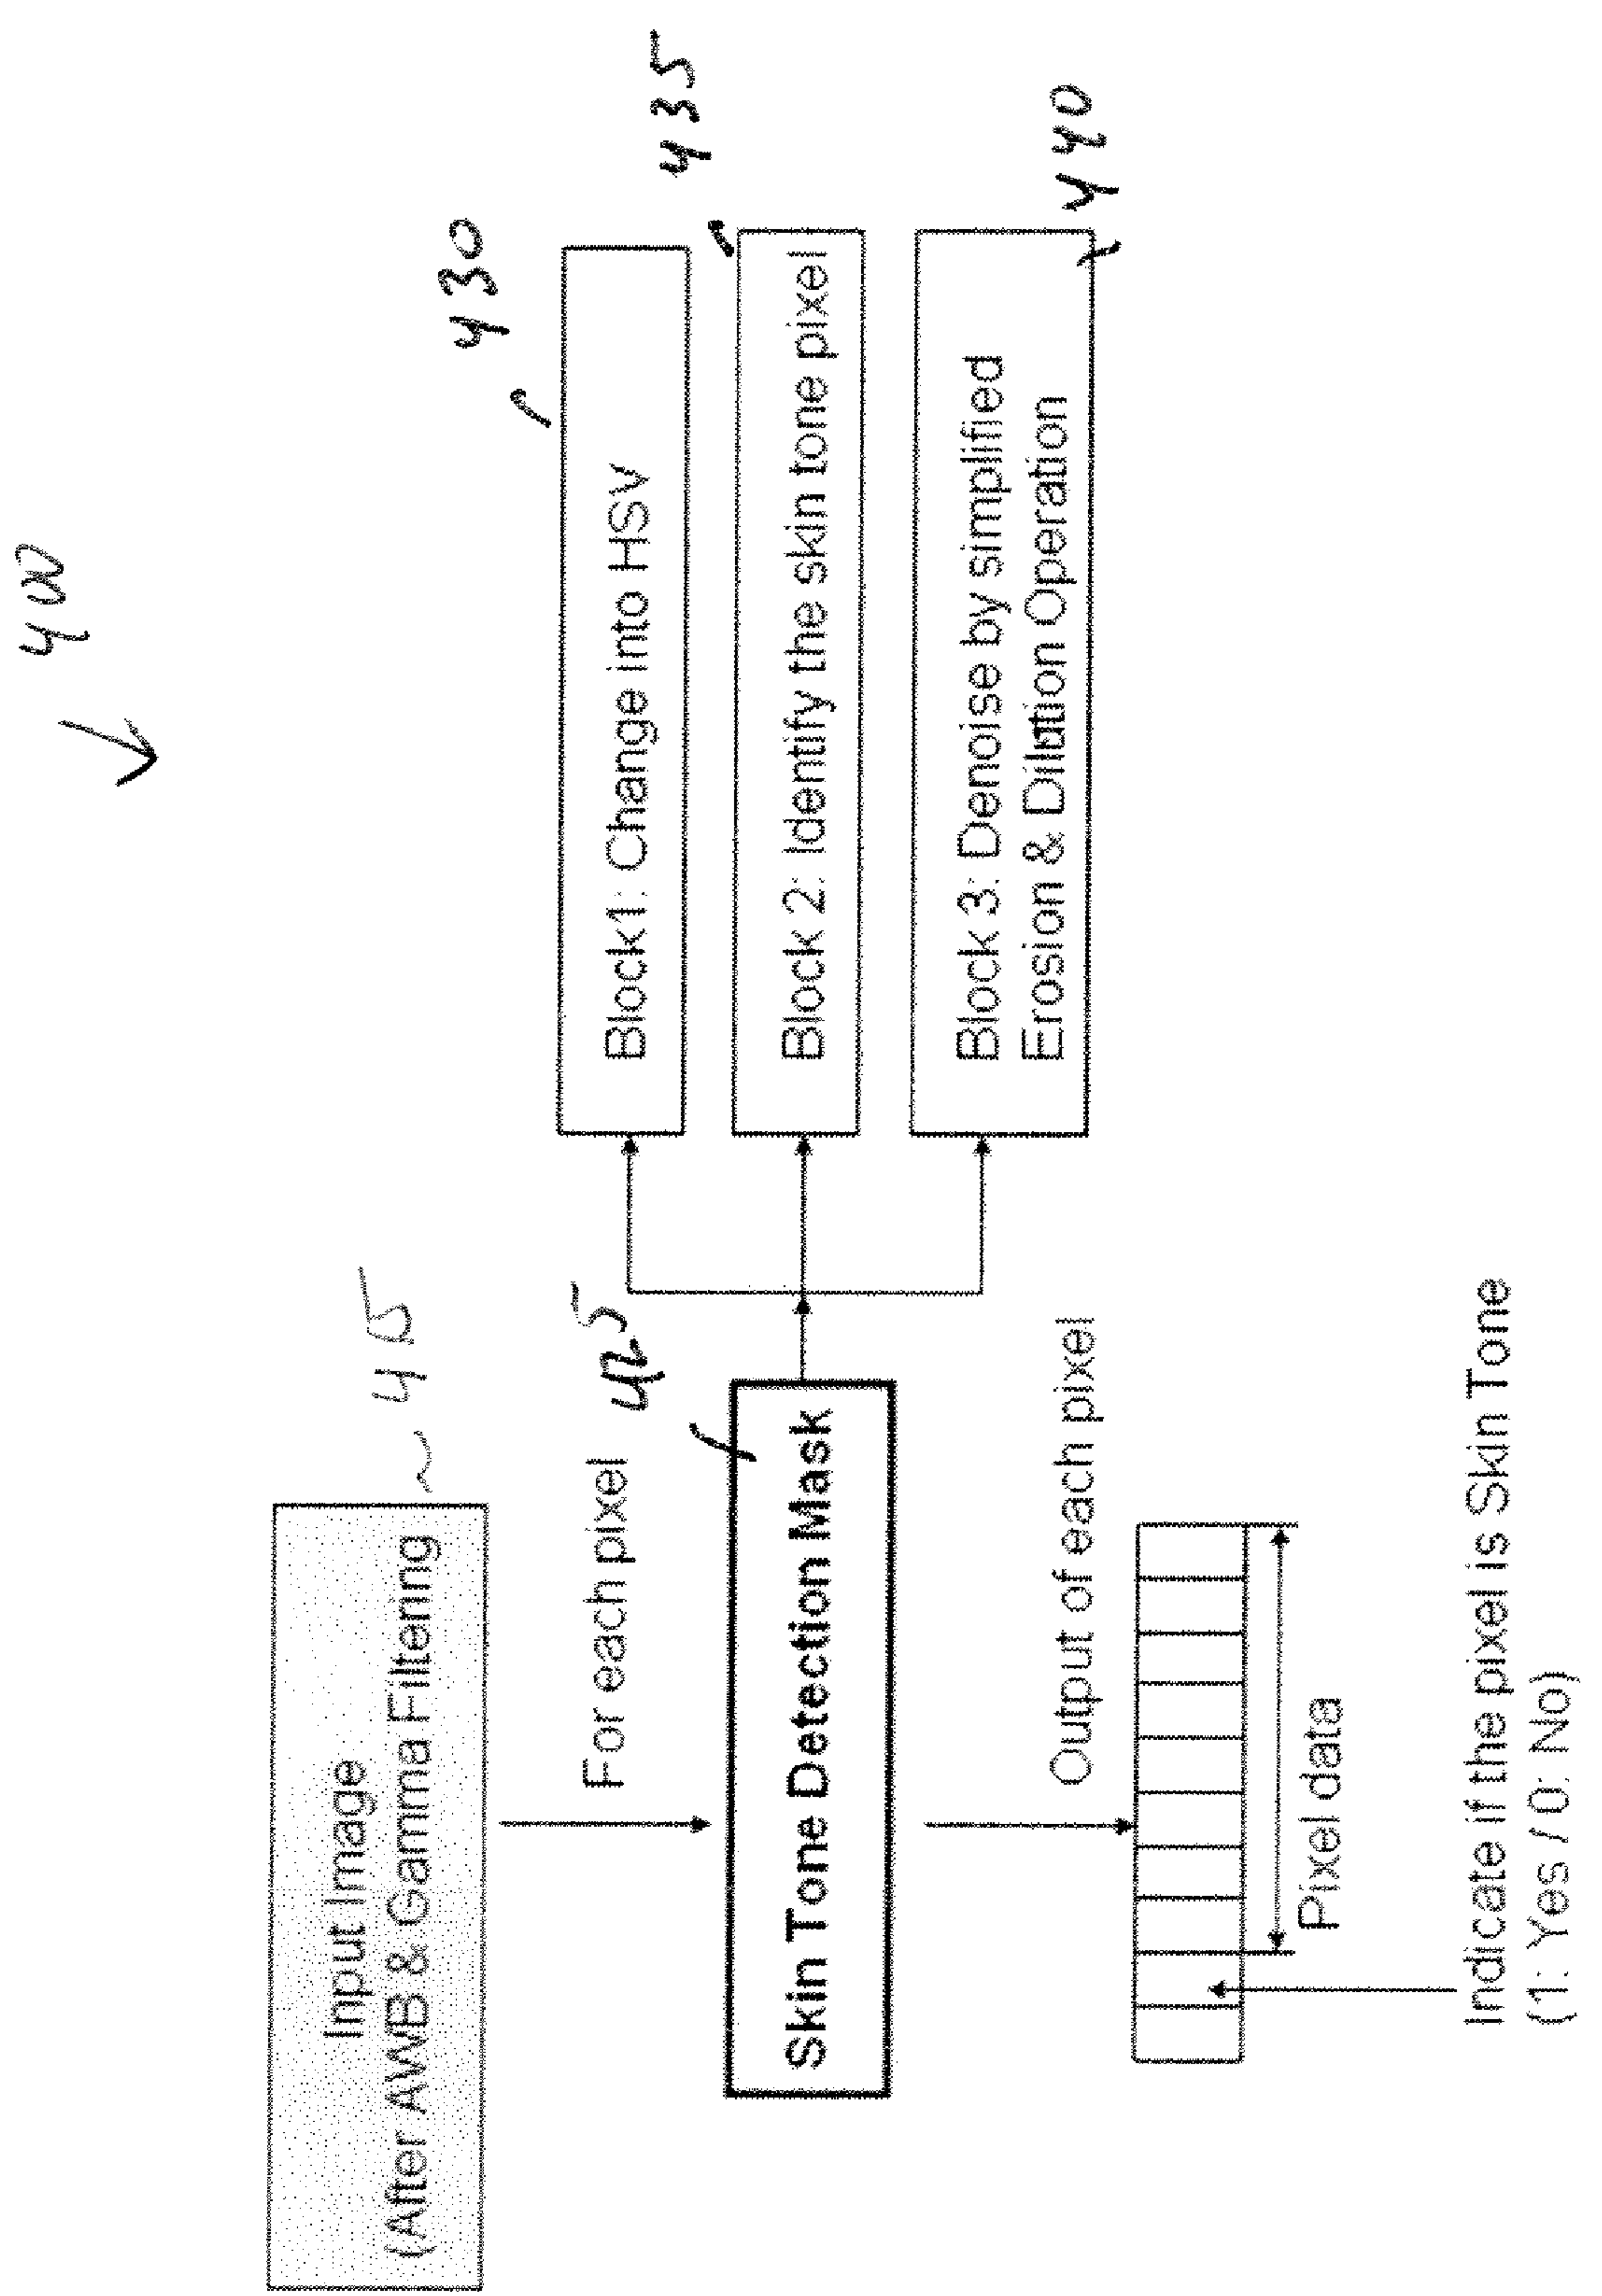 400
Input Image
(After AWB & Gamma Filtering
415
For each pixel
425
Skin Tone Detection Mask
430
Block1: Change into HSV
435
Block 2: Identify the skin tone pixel
440
Block 3: Denoise by simplified
Erosion & Dilution Operation
Output of each pixel
Pixel data
Indicate if the pixel is Skin Tone
(1: Yes / 0: No)